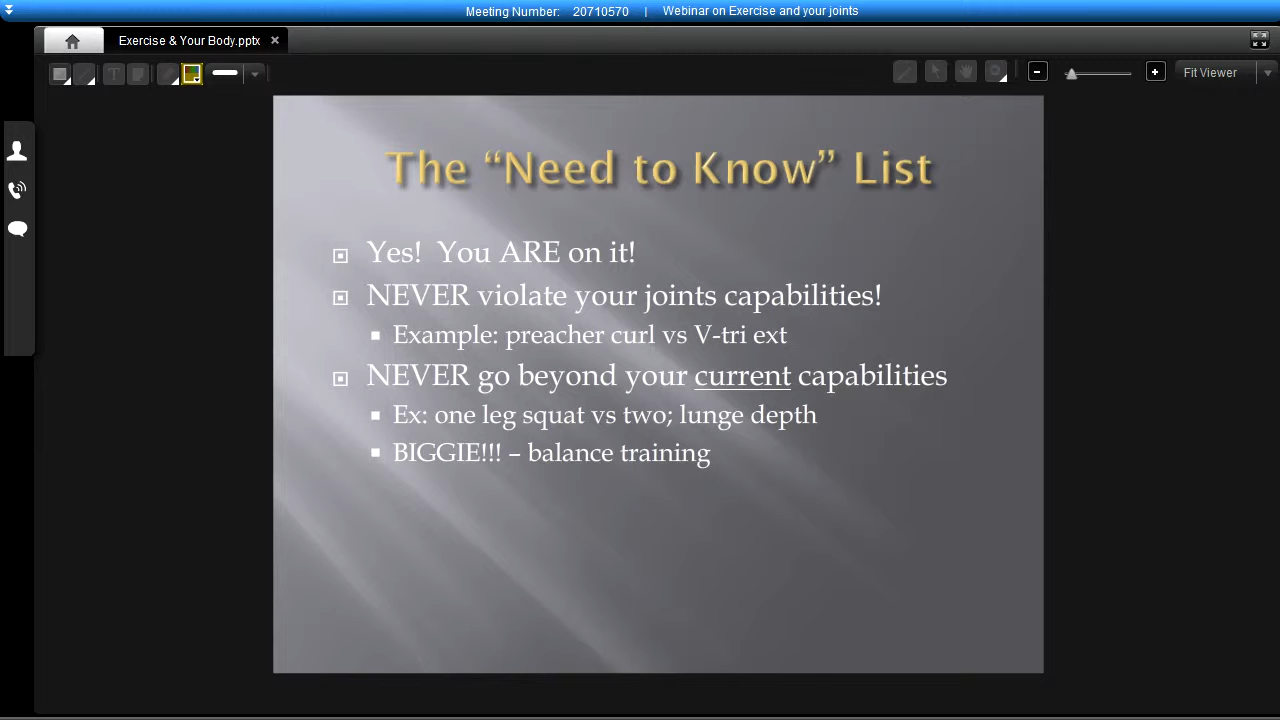 Meeting Number: 20710570 | Webinar on Exercise and your joints
Exercise & Your Body.pptx
Fit Viewer
The “Need to Know” List
Yes! You ARE on it!
NEVER violate your joints capabilities!
Example: preacher curl vs V-tri ext
NEVER go beyond your current capabilities
Ex: one leg squat vs two; lunge depth
BIGGIE!!! – balance training